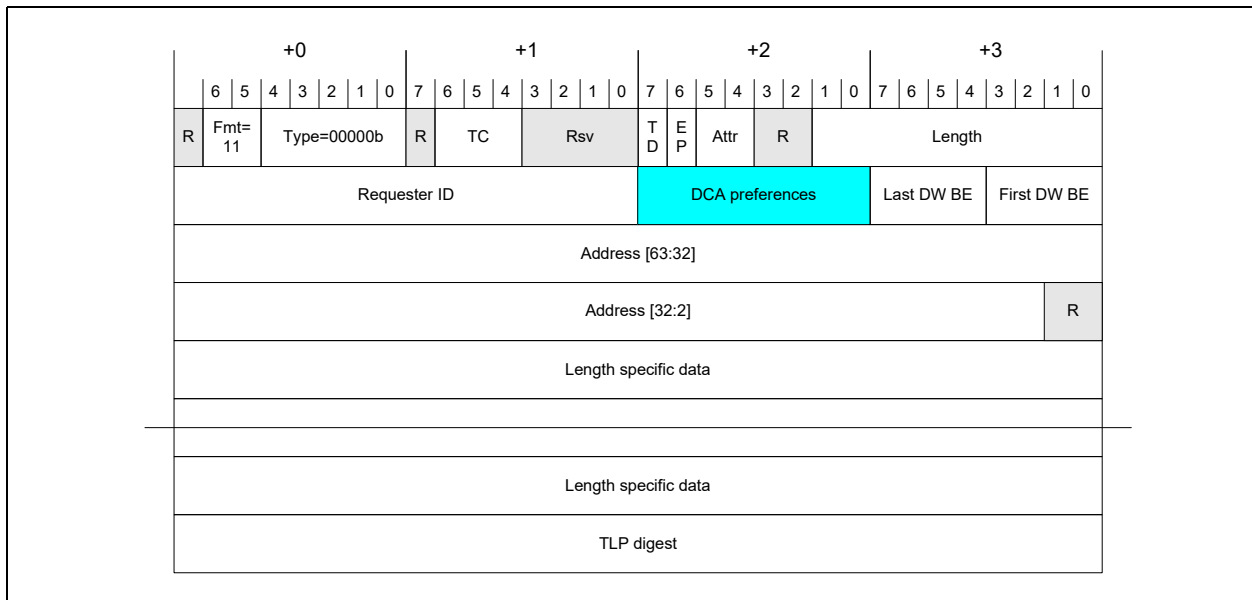 +0 +1 +2 +3
6 5 4 3 2 1 0 7 6 5 4 3 2 1 0 7 6 5 4 3 2 1 0 7 6 5 4 3 2 1 0
R Fmt= 11 Type=00000b R TC Rsv T D E P Attr R Length
Requester ID DCA preferences Last DW BE First DW BE
Address [63:32]
Address [32:2] R
Length specific data
Length specific data
TLP digest